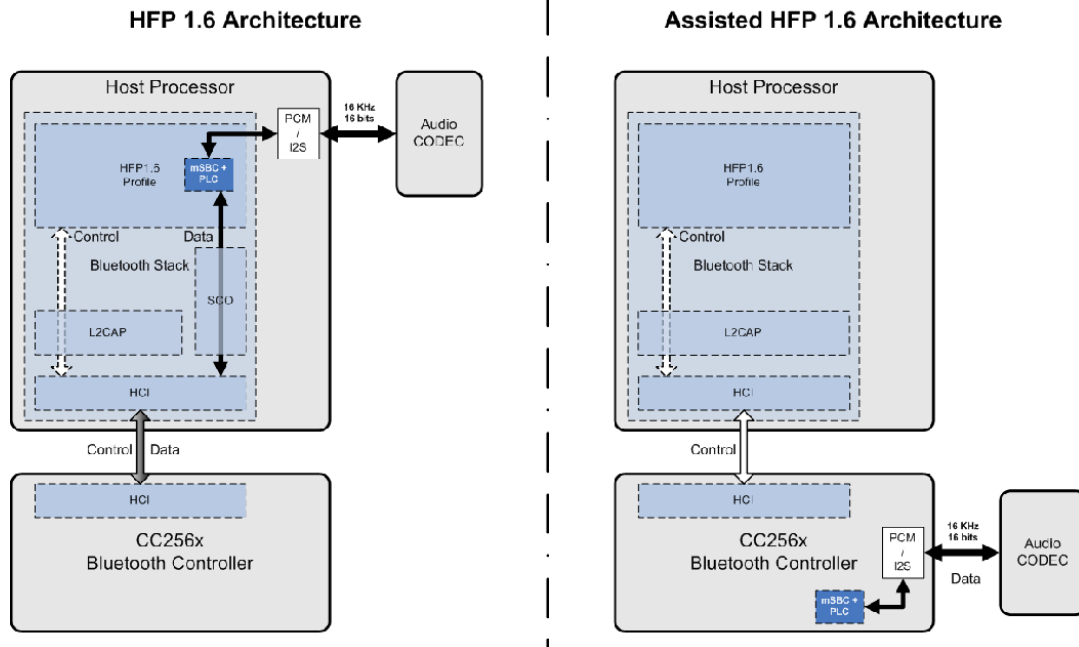 HFP 1.6 Architecture
Host Processor
HFP1.6
Profile
mSBC +
PLC
PCM
/
I2S
16 KHz
16 bits
Audio
CODEC
Control
Data
Bluetooth Stack
SCO
L2CAP
HCI
Control
Data
HCI
CC256x
Bluetooth Controller
Assisted HFP 1.6 Architecture
Host Processor
HFP1.6
Profile
Control
Bluetooth Stack
L2CAP
HCI
Control
HCI
CC256x
Bluetooth Controller
PCM
/
I2S
mSBC +
PLC
16 KHz
16 bits
Data
Audio
CODEC